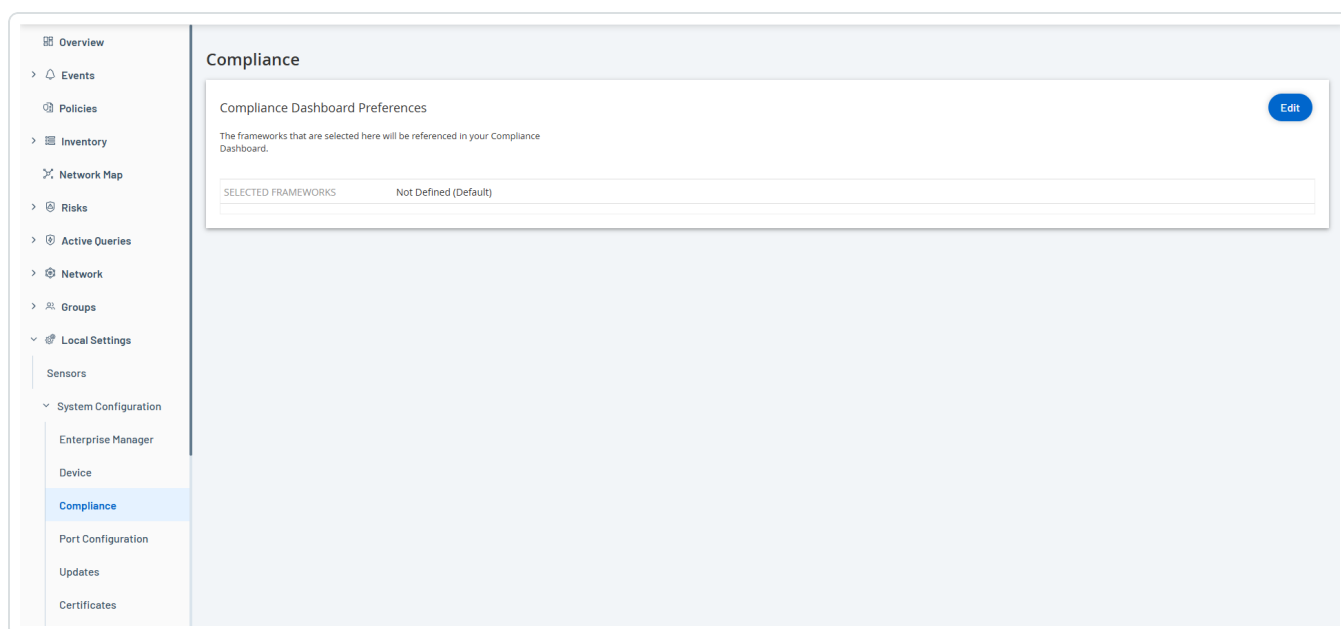 Overview
Events
Policies
Inventory
Network Map
Risks
Active Queries
Network
Groups
Local Settings
Sensors
System Configuration
Enterprise Manager
Device
Compliance
Port Configuration
Updates
Certificates
Compliance
Compliance Dashboard Preferences
Edit
The frameworks that are selected here will be referenced in your Compliance
Dashboard.
SELECTED FRAMEWORKS Not Defined (Default)